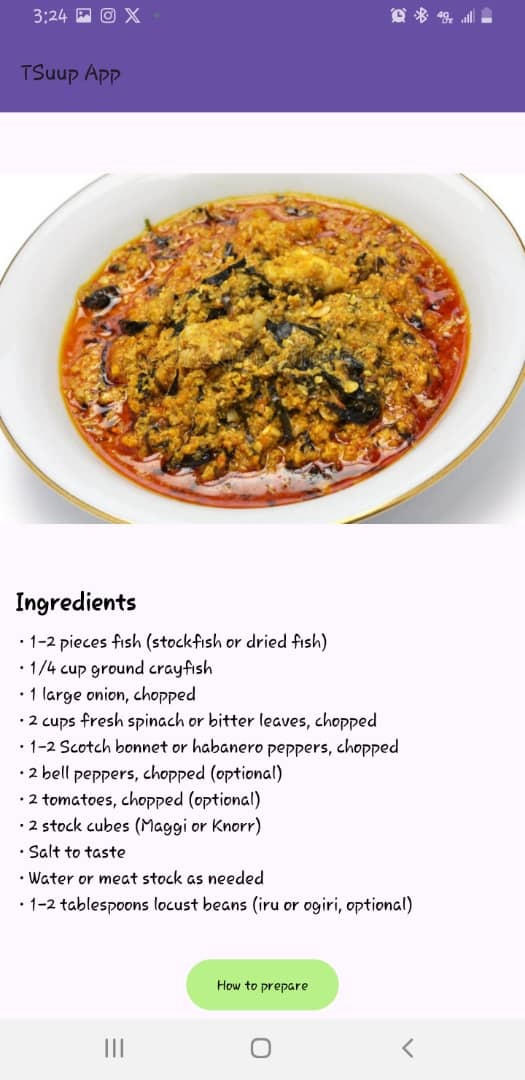 3:24
TSuup App
Ingredients
• 1-2 pieces fish (stockfish or dried fish)
• 1/4 cup ground crayfish
• 1 large onion, chopped
• 2 cups fresh spinach or bitter leaves, chopped
• 1-2 Scotch bonnet or habanero peppers, chopped
• 2 bell peppers, chopped (optional)
• 2 tomatoes, chopped (optional)
• 2 stock cubes (Maggi or Knorr)
• Salt to taste
• Water or meat stock as needed
• 1-2 tablespoons locust beans (iru or ogiri, optional)
How to prepare